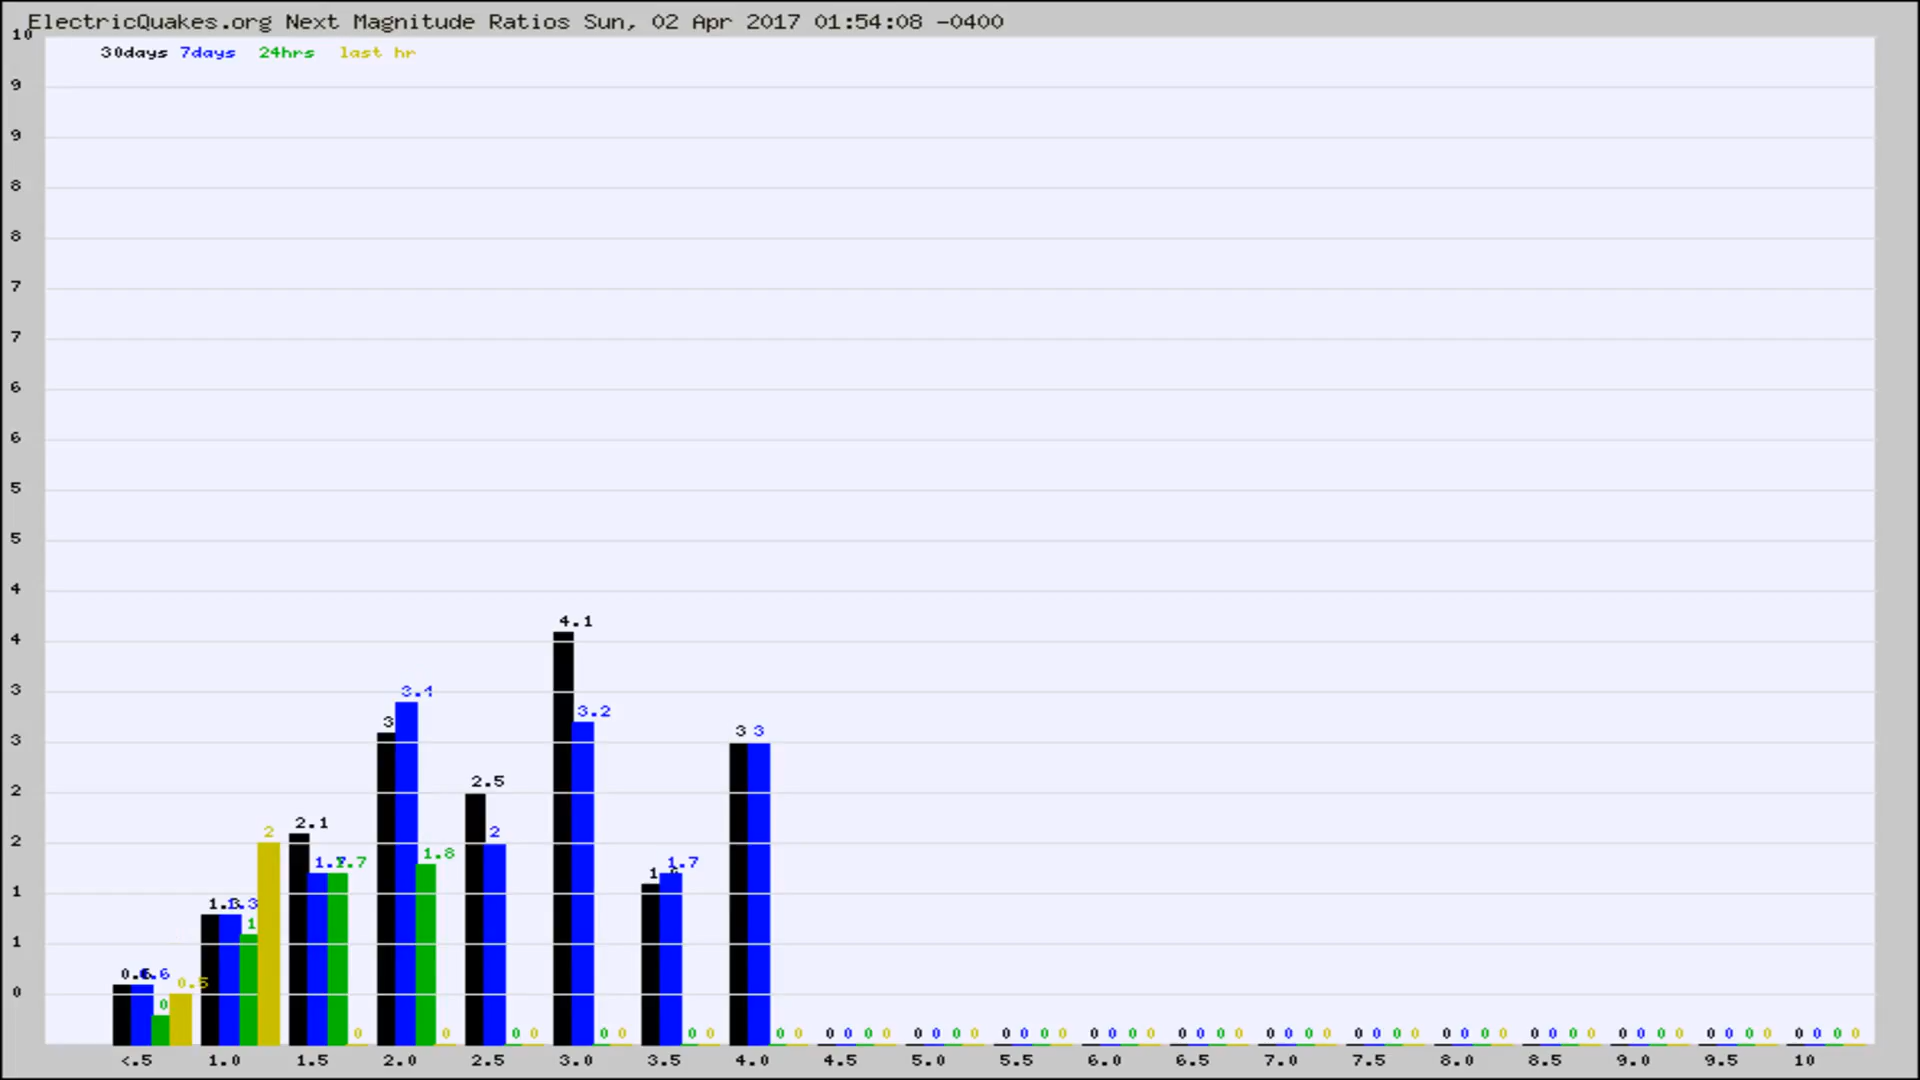 ElectricQuakes.org Next Magnitude Ratios Sun, 02 Apr 2017 01:54:08 -0400
10
30days 7days 24hrs last hr
9
9
8
8
7
7
6
6
5
5
4
4.1
4
3 3.4
3.2
3 3 3
2 2.5
2 2.1 2 2
1.7 1.8 1.7
1 1.3 1
1
0.6 0.5
0 0
0 0 0 0 0 0 0 0 0 0 0 0 0 0 0 0 0 0 0 0 0 0 0 0 0 0 0 0 0 0 0 0 0 0 0 0 0 0 0 0 0 0 0 0 0 0 0 0 0 0 0 0 0 0 0 0 0 0
<.5 1.0 1.5 2.0 2.5 3.0 3.5 4.0 4.5 5.0 5.5 6.0 6.5 7.0 7.5 8.0 8.5 9.0 9.5 10